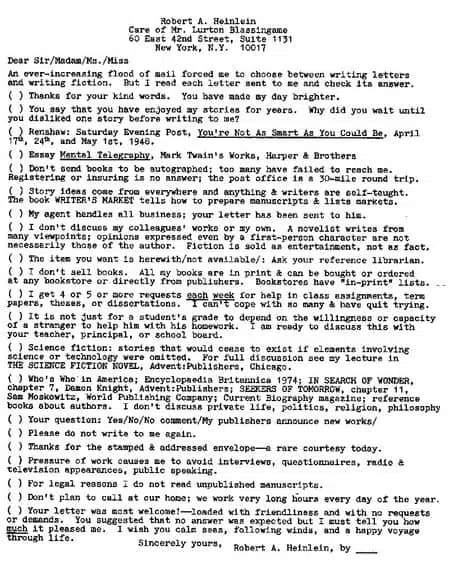 Robert A. Heinlein
Care of Mr. Lurton Blassingame
60 East 42nd Street, Suite 1131
New York, N.Y. 10017
Dear Sir/Madam/Ms./Miss
An ever-increasing flood of mail forced me to choose between writing letters
and writing fiction. But I read each letter sent to me and check its answer.
( ) Thanks for your kind words. You have made my day brighter.
( ) You say that you have enjoyed my stories for years. Why did you wait until
you disliked one story before writing to me?
( ) Renshaw: Saturday Evening Post, You're Not As Smart As You Could Be, April
17th, 24th, and May 1st, 1948.
( ) Essay Mental Telegraphy, Mark Twain's Works, Harper & Brothers
( ) Don't send books to be autographed; too many have failed to reach me.
Registering or insuring is no answer; the post office is a 30-mile round trip.
( ) Story ideas come from everywhere and anything & writers are self-taught.
The book WRITER'S MARKET tells how to prepare manuscripts & lists markets.
( ) My agent handles all business; your letter has been sent to him.
( ) I don't discuss my colleagues' works or my own. A novelist writes from
many viewpoints; opinions expressed even by a first-person character are not
necessarily those of the author. Fiction is sold as entertainment, not as fact.
( ) The item you want is herewith/not available/: Ask your reference librarian.
( ) I don't sell books. All my books are in print & can be bought or ordered
at any bookstore or directly from publishers. Bookstores have "in-print" lists.
( ) I get 4 or 5 or more requests each week for help in class assignments, term
papers, theses, or dissertations. I can't cope with so many & have quit trying.
( ) It is not just for a student's grade to depend on the willingness or capacity
of a stranger to help him with his homework. I am ready to discuss this with
your teacher, principal, or school board.
( ) Science fiction: stories that would cease to exist if elements involving
science or technology were omitted. For full discussion see my lecture in
THE SCIENCE FICTION NOVEL, Advent:Publishers, Chicago.
( ) Who's Who in America; Encyclopaedia Britannica 1974; IN SEARCH OF WONDER,
chapter 7, Damon Knight, Advent:Publishers; SEEKERS OF TOMORROW, chapter 11,
Sam Moskowitz, World Publishing Company; Current Biography magazine; reference
books about authors. I don't discuss private life, politics, religion, philosophy
( ) Your question: Yes/No/No comment/My publishers announce new works/
( ) Please do not write to me again.
( ) Thanks for the stamped & addressed envelope—a rare courtesy today.
( ) Pressure of work causes me to avoid interviews, questionnaires, radio &
television appearances, public speaking.
( ) For legal reasons I do not read unpublished manuscripts.
( ) Don't plan to call at our home; we work very long hours every day of the year.
( ) Your letter was most welcome!—loaded with friendliness and with no requests
or demands. You suggested that no answer was expected but I must tell you how
much it pleased me. I wish you calm seas, following winds, and a happy voyage
through life.
Sincerely yours,
Robert A. Heinlein, by ____